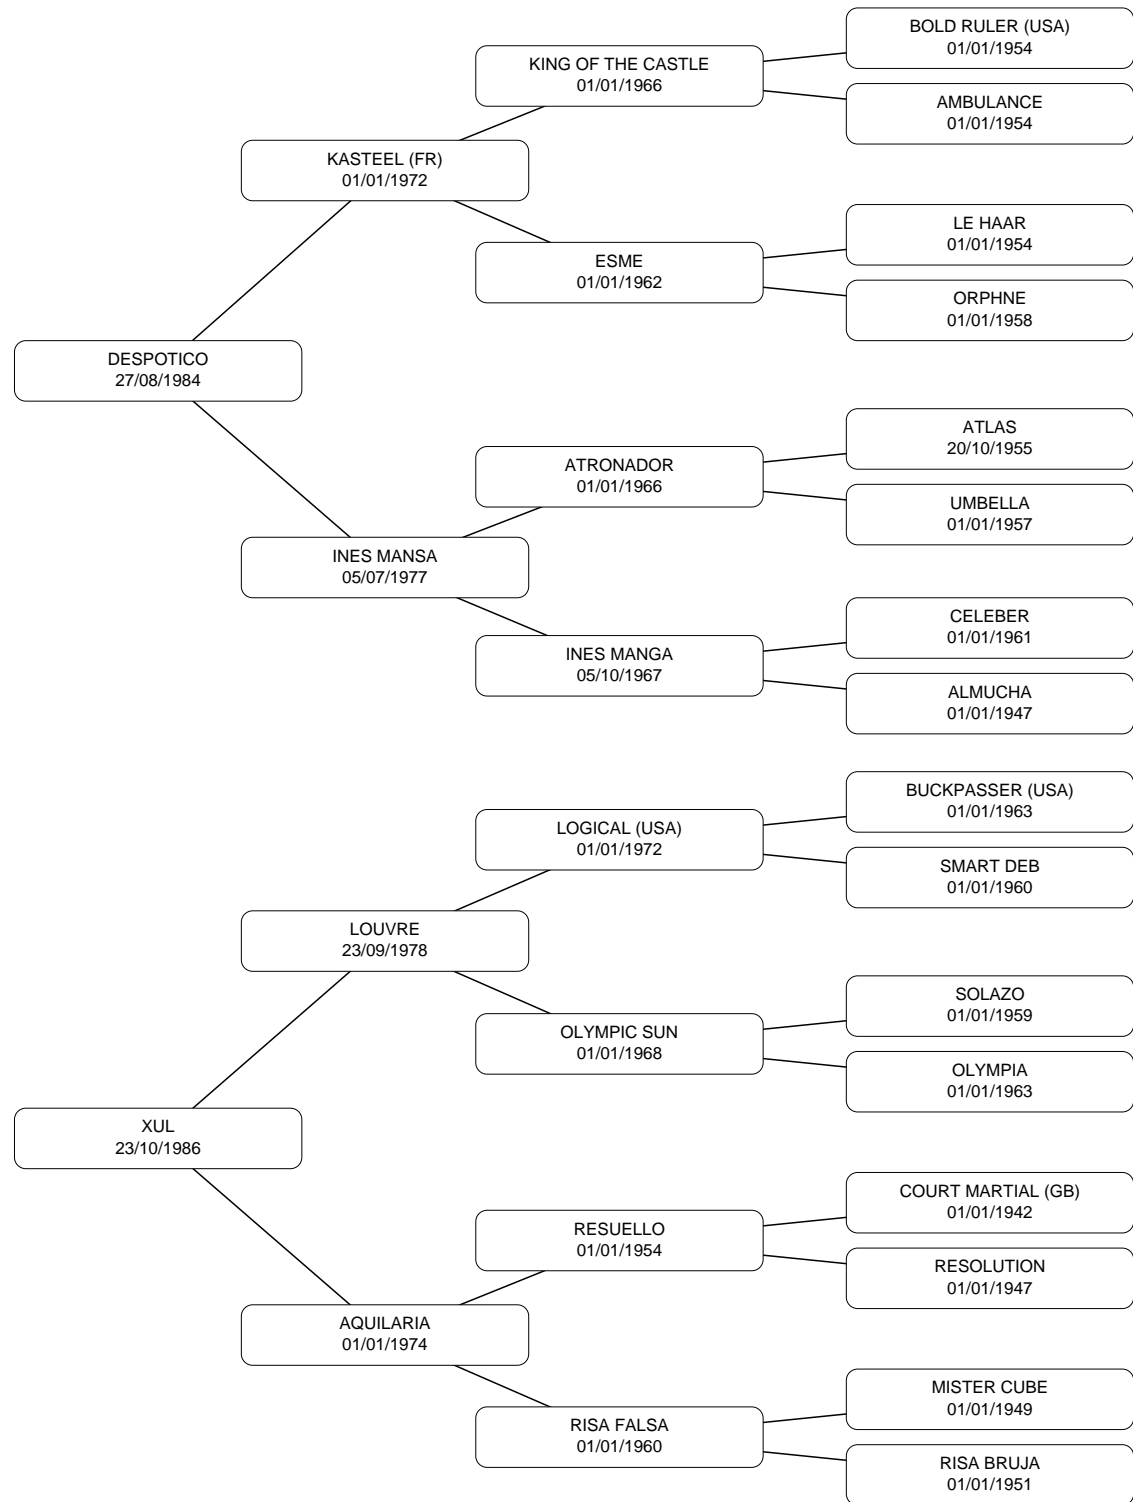 BOLD RULER (USA)
01/01/1954
KING OF THE CASTLE
01/01/1966
AMBULANCE
01/01/1954
KASTEEL (FR)
01/01/1972
LE HAAR
01/01/1954
ESME
01/01/1962
ORPHNE
01/01/1958
DESPOTICO
27/08/1984
ATLAS
20/10/1955
ATRONADOR
01/01/1966
UMBELLA
01/01/1957
INES MANSA
05/07/1977
CELEBER
01/01/1961
INES MANGA
05/10/1967
ALMUCHA
01/01/1947
BUCKPASSER (USA)
01/01/1963
LOGICAL (USA)
01/01/1972
SMART DEB
01/01/1960
LOUVRE
23/09/1978
SOLAZO
01/01/1959
OLYMPIC SUN
01/01/1968
OLYMPIA
01/01/1963
XUL
23/10/1986
COURT MARTIAL (GB)
01/01/1942
RESUELLO
01/01/1954
RESOLUTION
01/01/1947
AQUILARIA
01/01/1974
MISTER CUBE
01/01/1949
RISA FALSA
01/01/1960
RISA BRUJA
01/01/1951